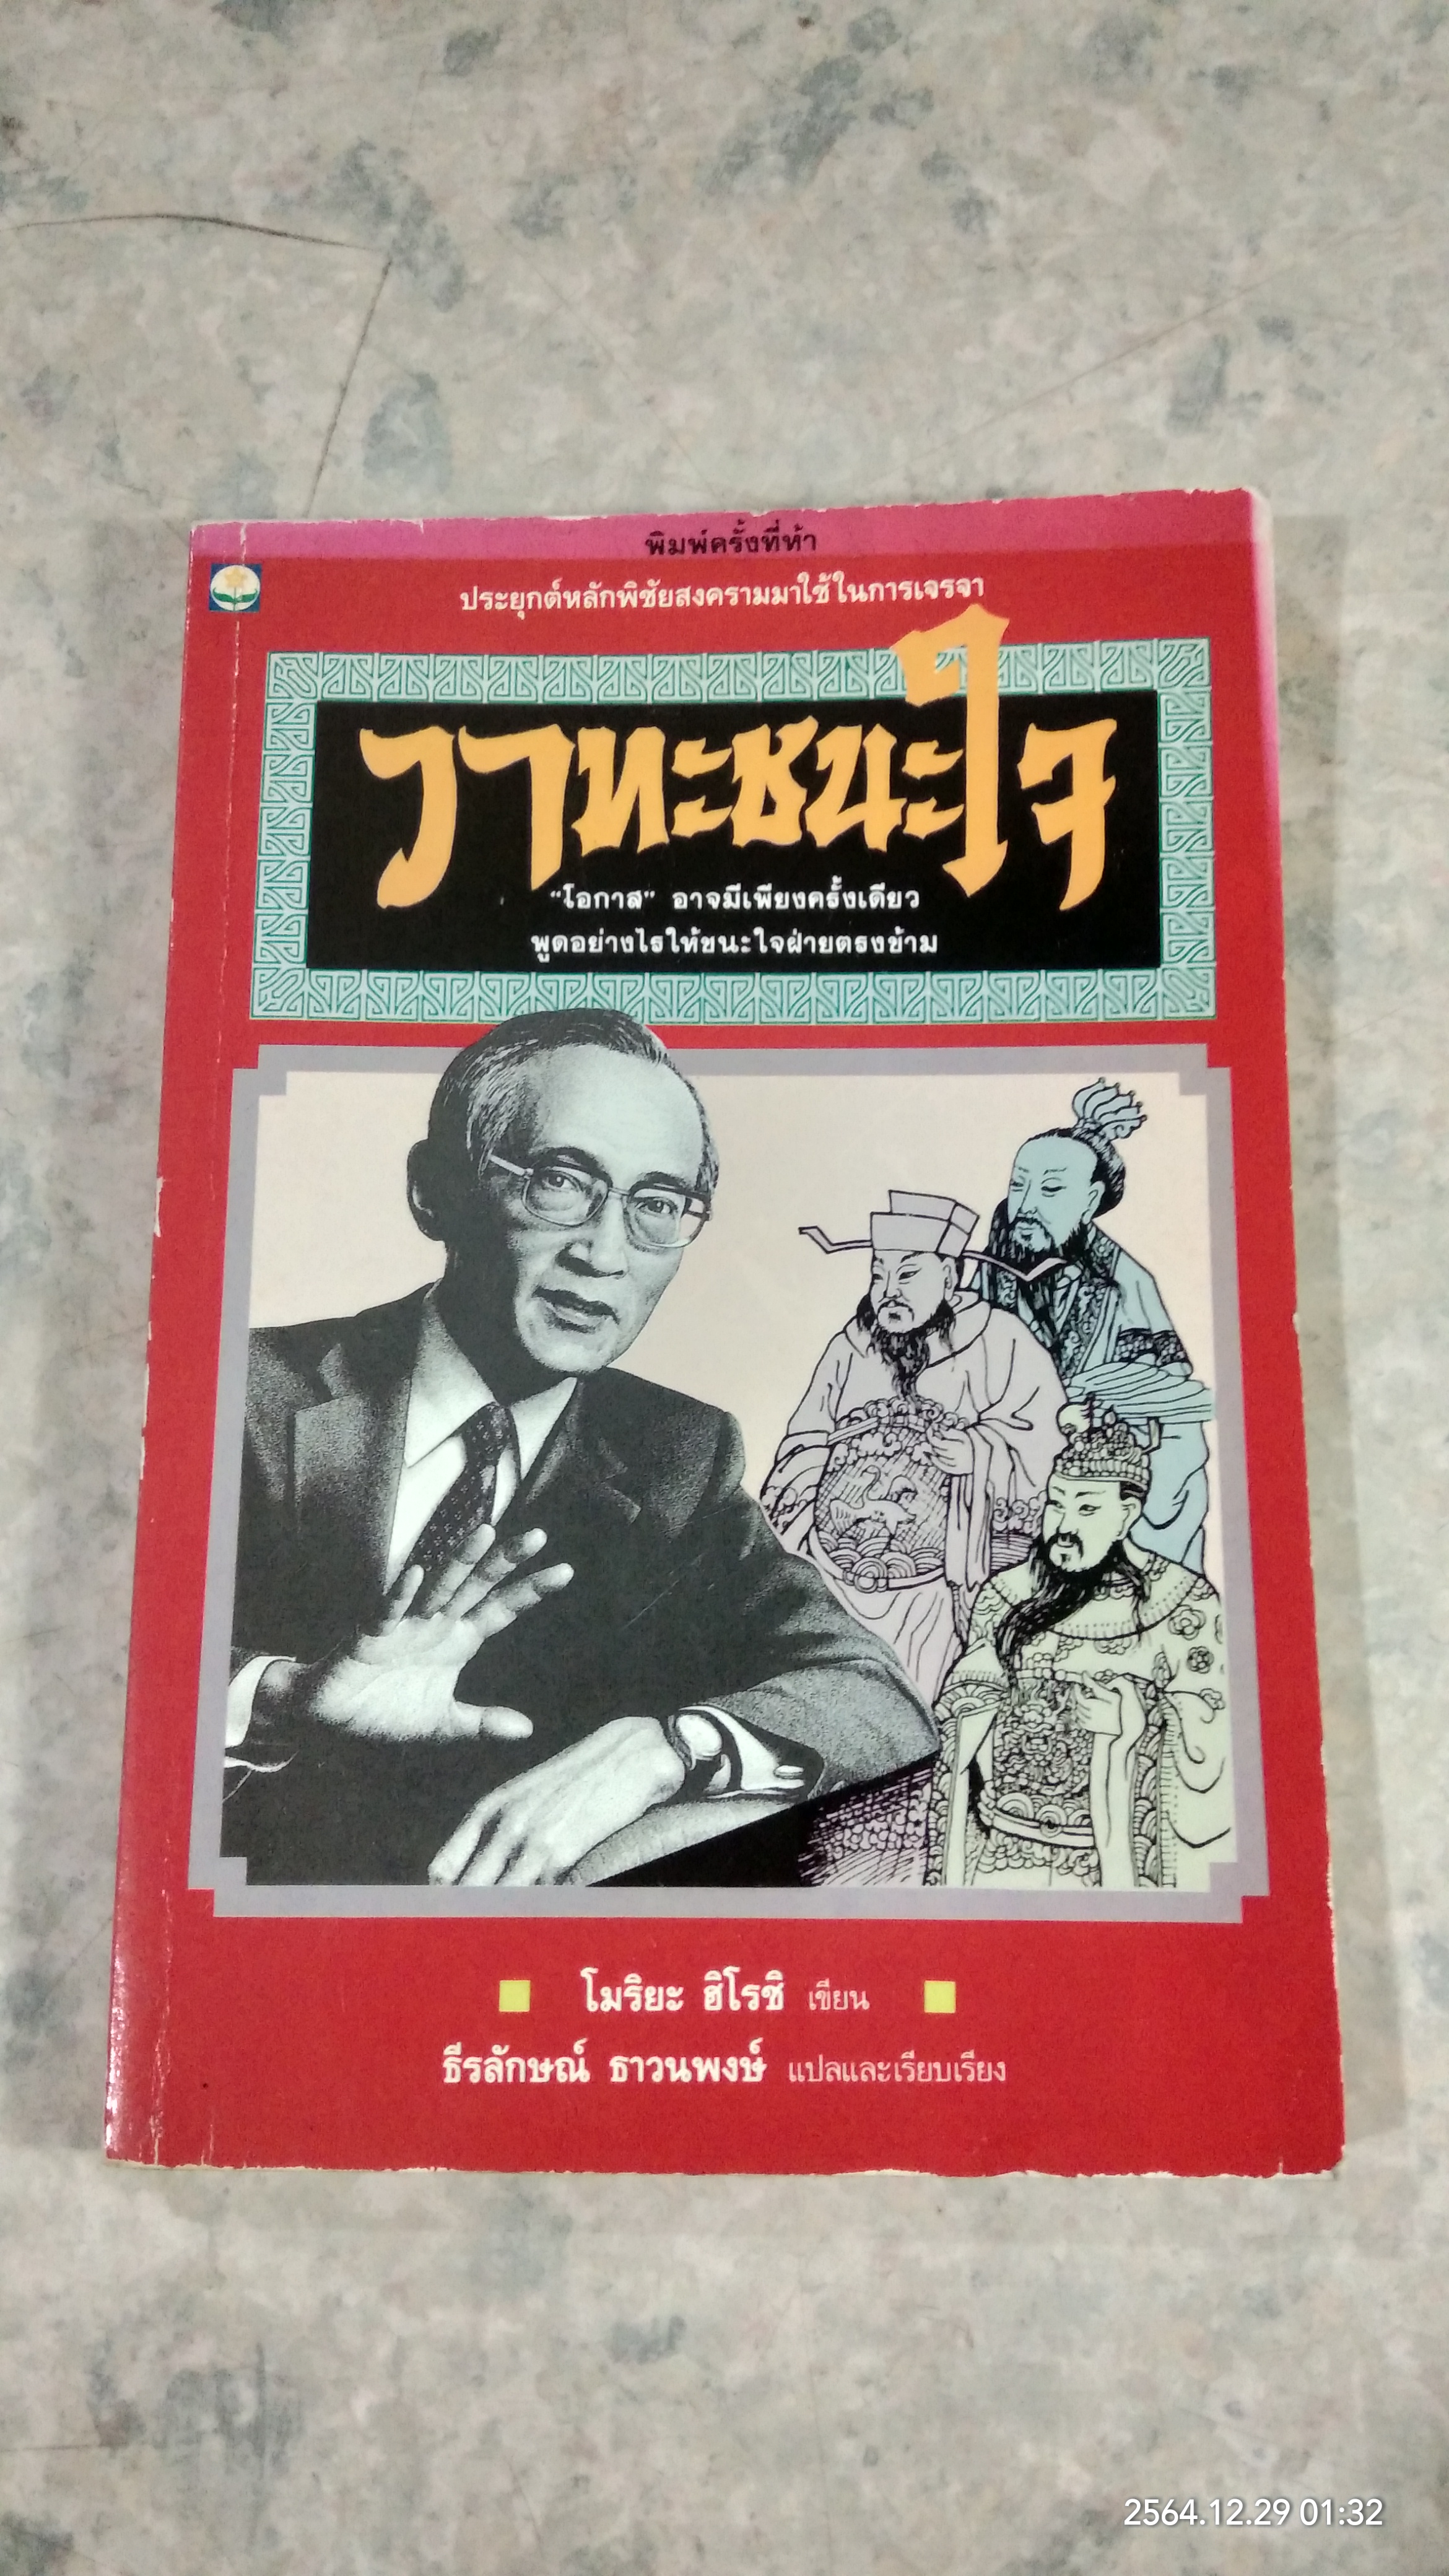 พิมพ์ครั้งที่ห้า
ประยุกต์หลักพิชัยสงครามมาใช้ในการเจรจา
วาทะชนะใจ
"โอกาส" อาจมีเพียงครั้งเดียว
พูดอย่างไรให้ชนะใจฝ่ายตรงข้าม
โมริยะ ฮิโรชิ เขียน
ธีรลักษณ์ ธาวนพงษ์ แปลและเรียบเรียง
2564.12.29 01:32